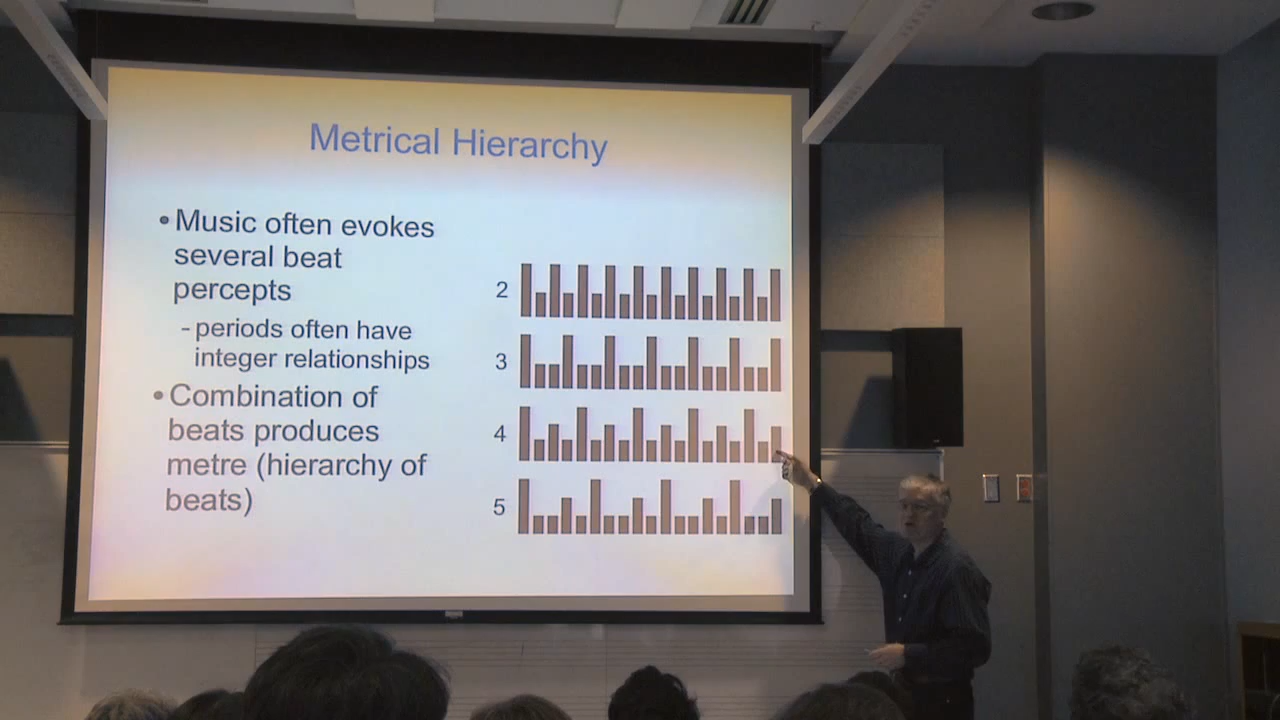 Metrical Hierarchy
• Music often evokes
several beat
percepts
- periods often have
integer relationships
• Combination of
beats produces
metre (hierarchy of
beats)
2
3
4
5